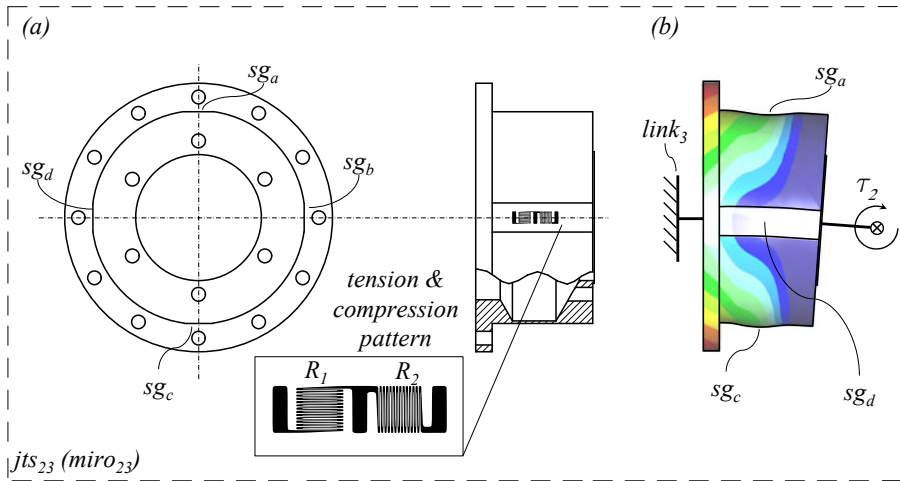 (a)
sg_a
sg_d
sg_b
sg_c
tension &
compression
pattern
R_1
R_2
jts_23 (miro_23)
(b)
sg_a
link_3
τ_2
sg_c
sg_d